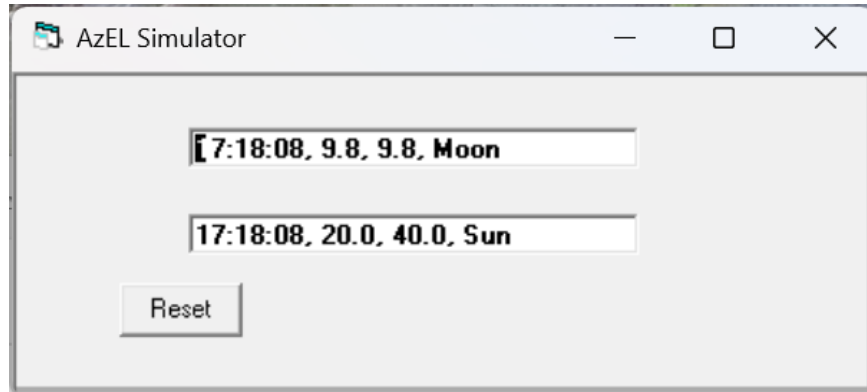 AzEL Simulator
7:18:08, 9.8, 9.8, Moon
17:18:08, 20.0, 40.0, Sun
Reset